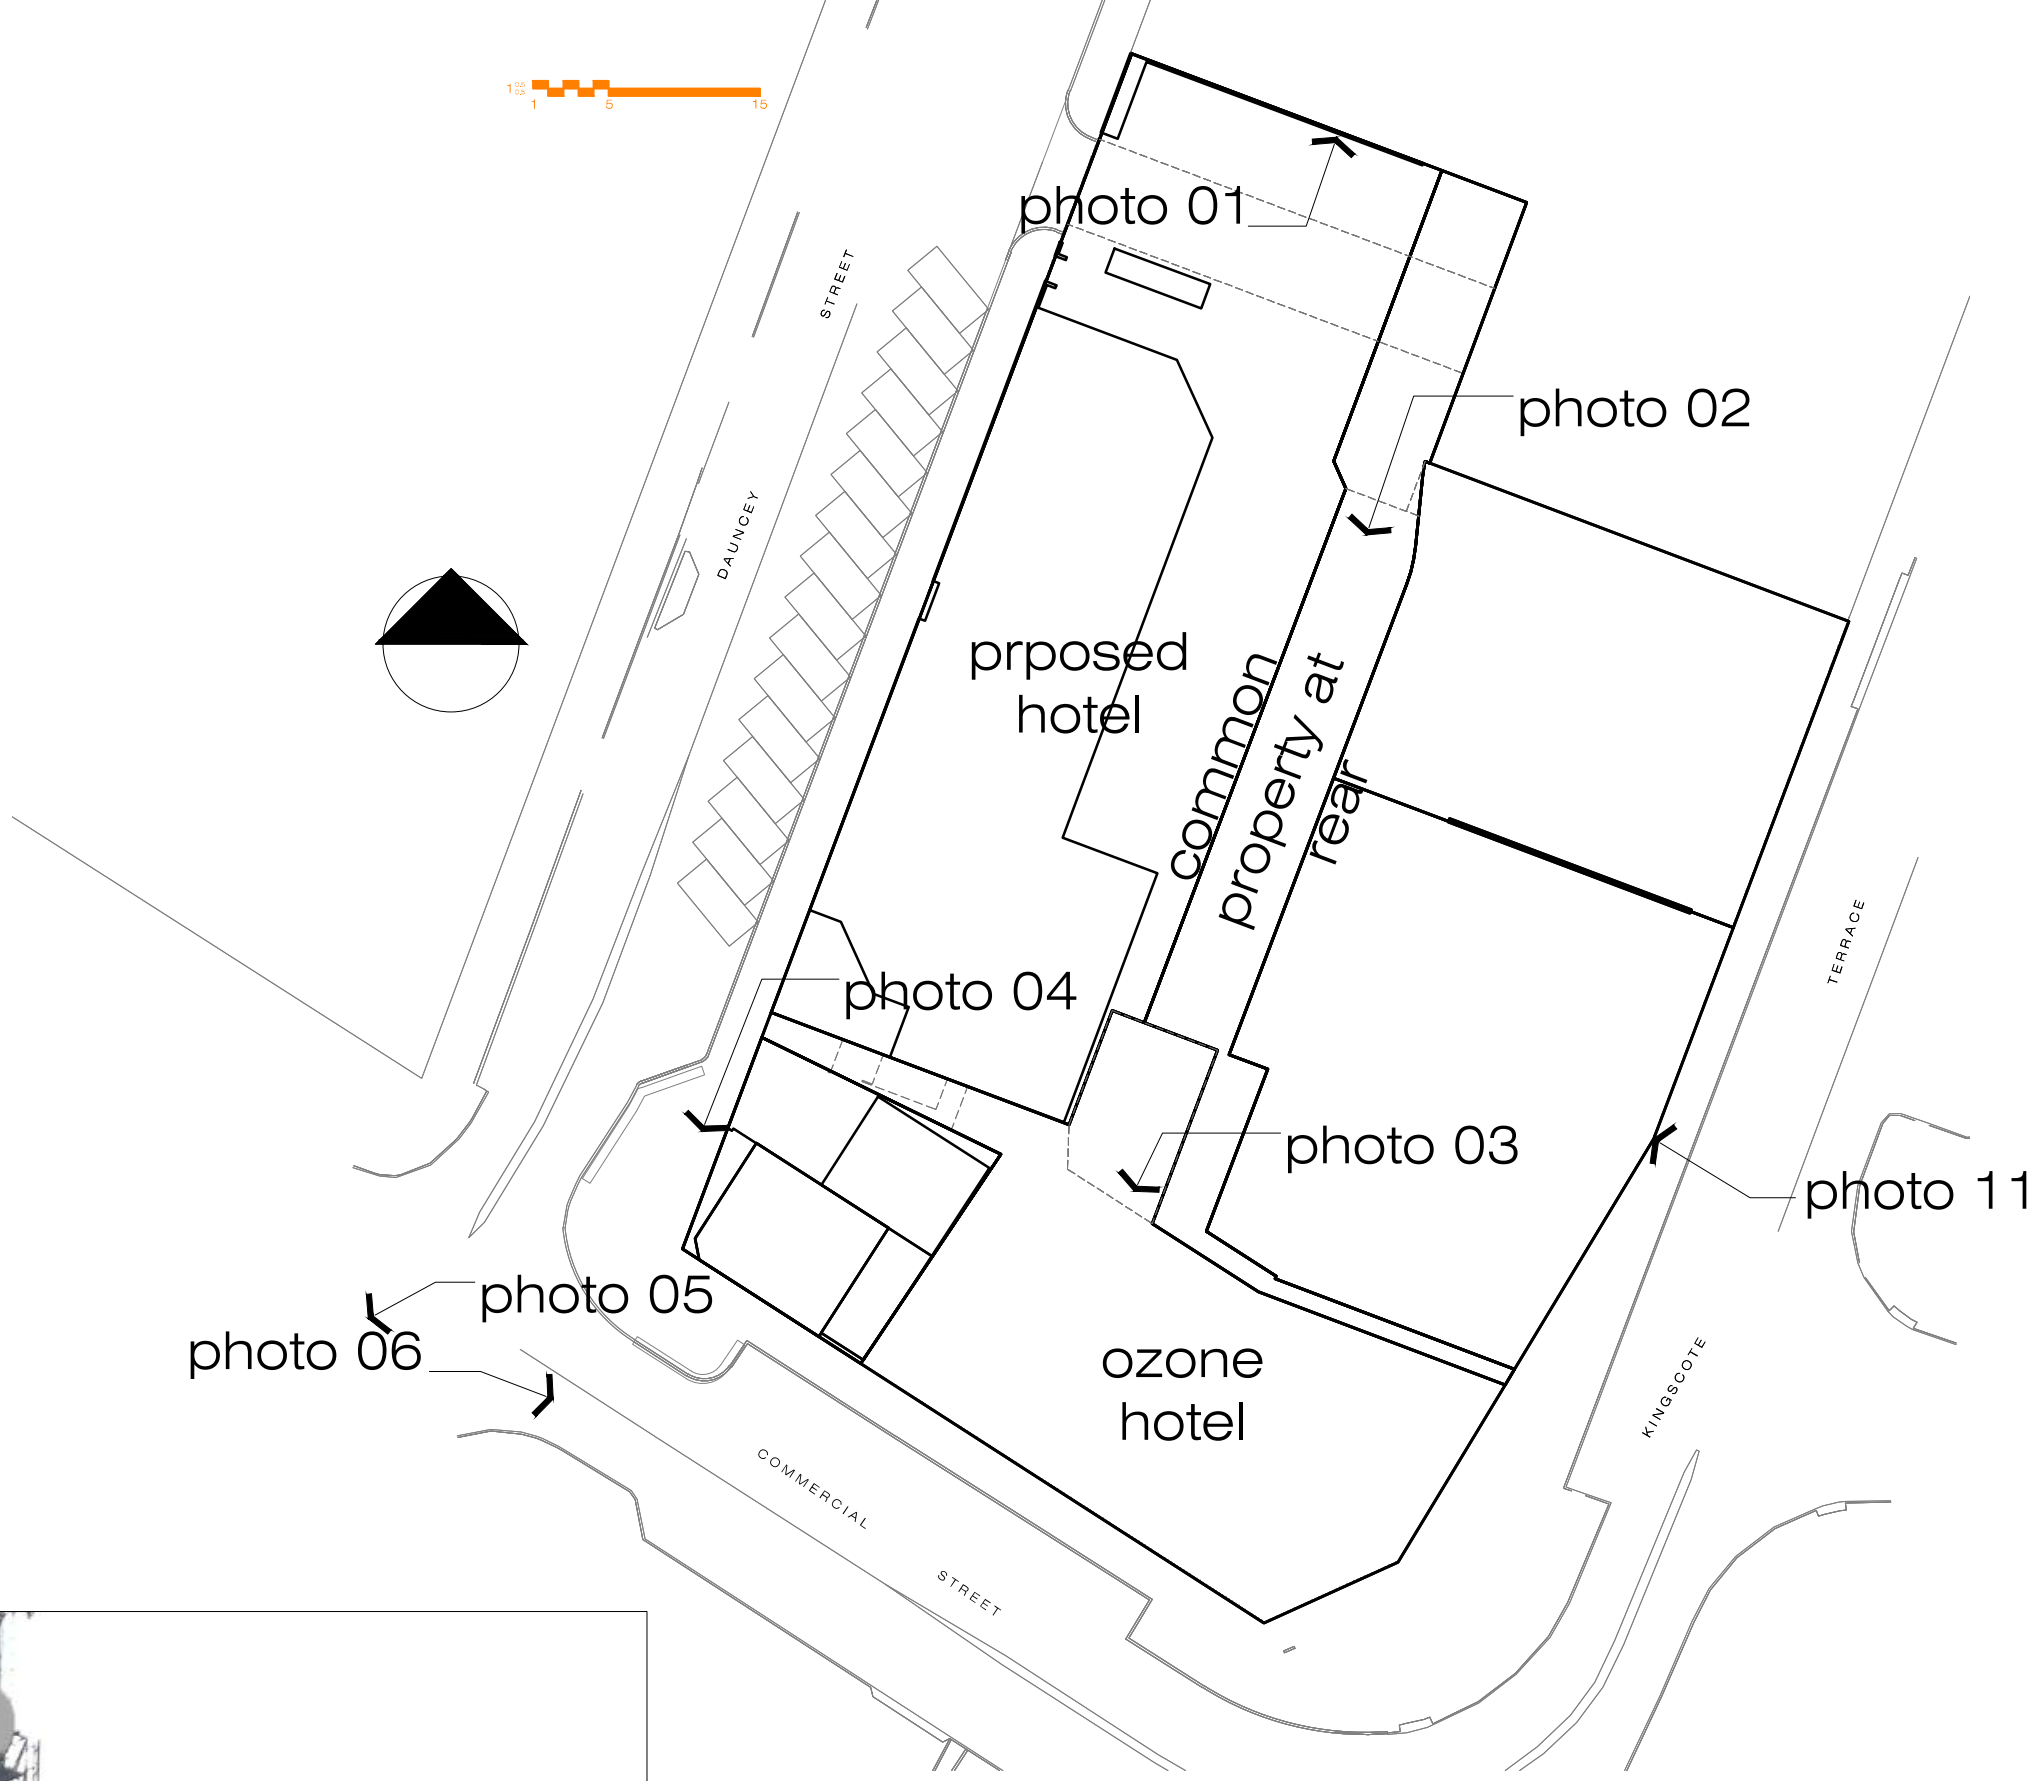 1
1
5
15
photo 01
STREET
photo 02
DAUNCEY
prposed
hotel
common
property at
rear
TERRACE
photo 04
photo 03
photo 11
photo 05
photo 06
ozone
hotel
KINGSCOTE
COMMERCIAL
STREET